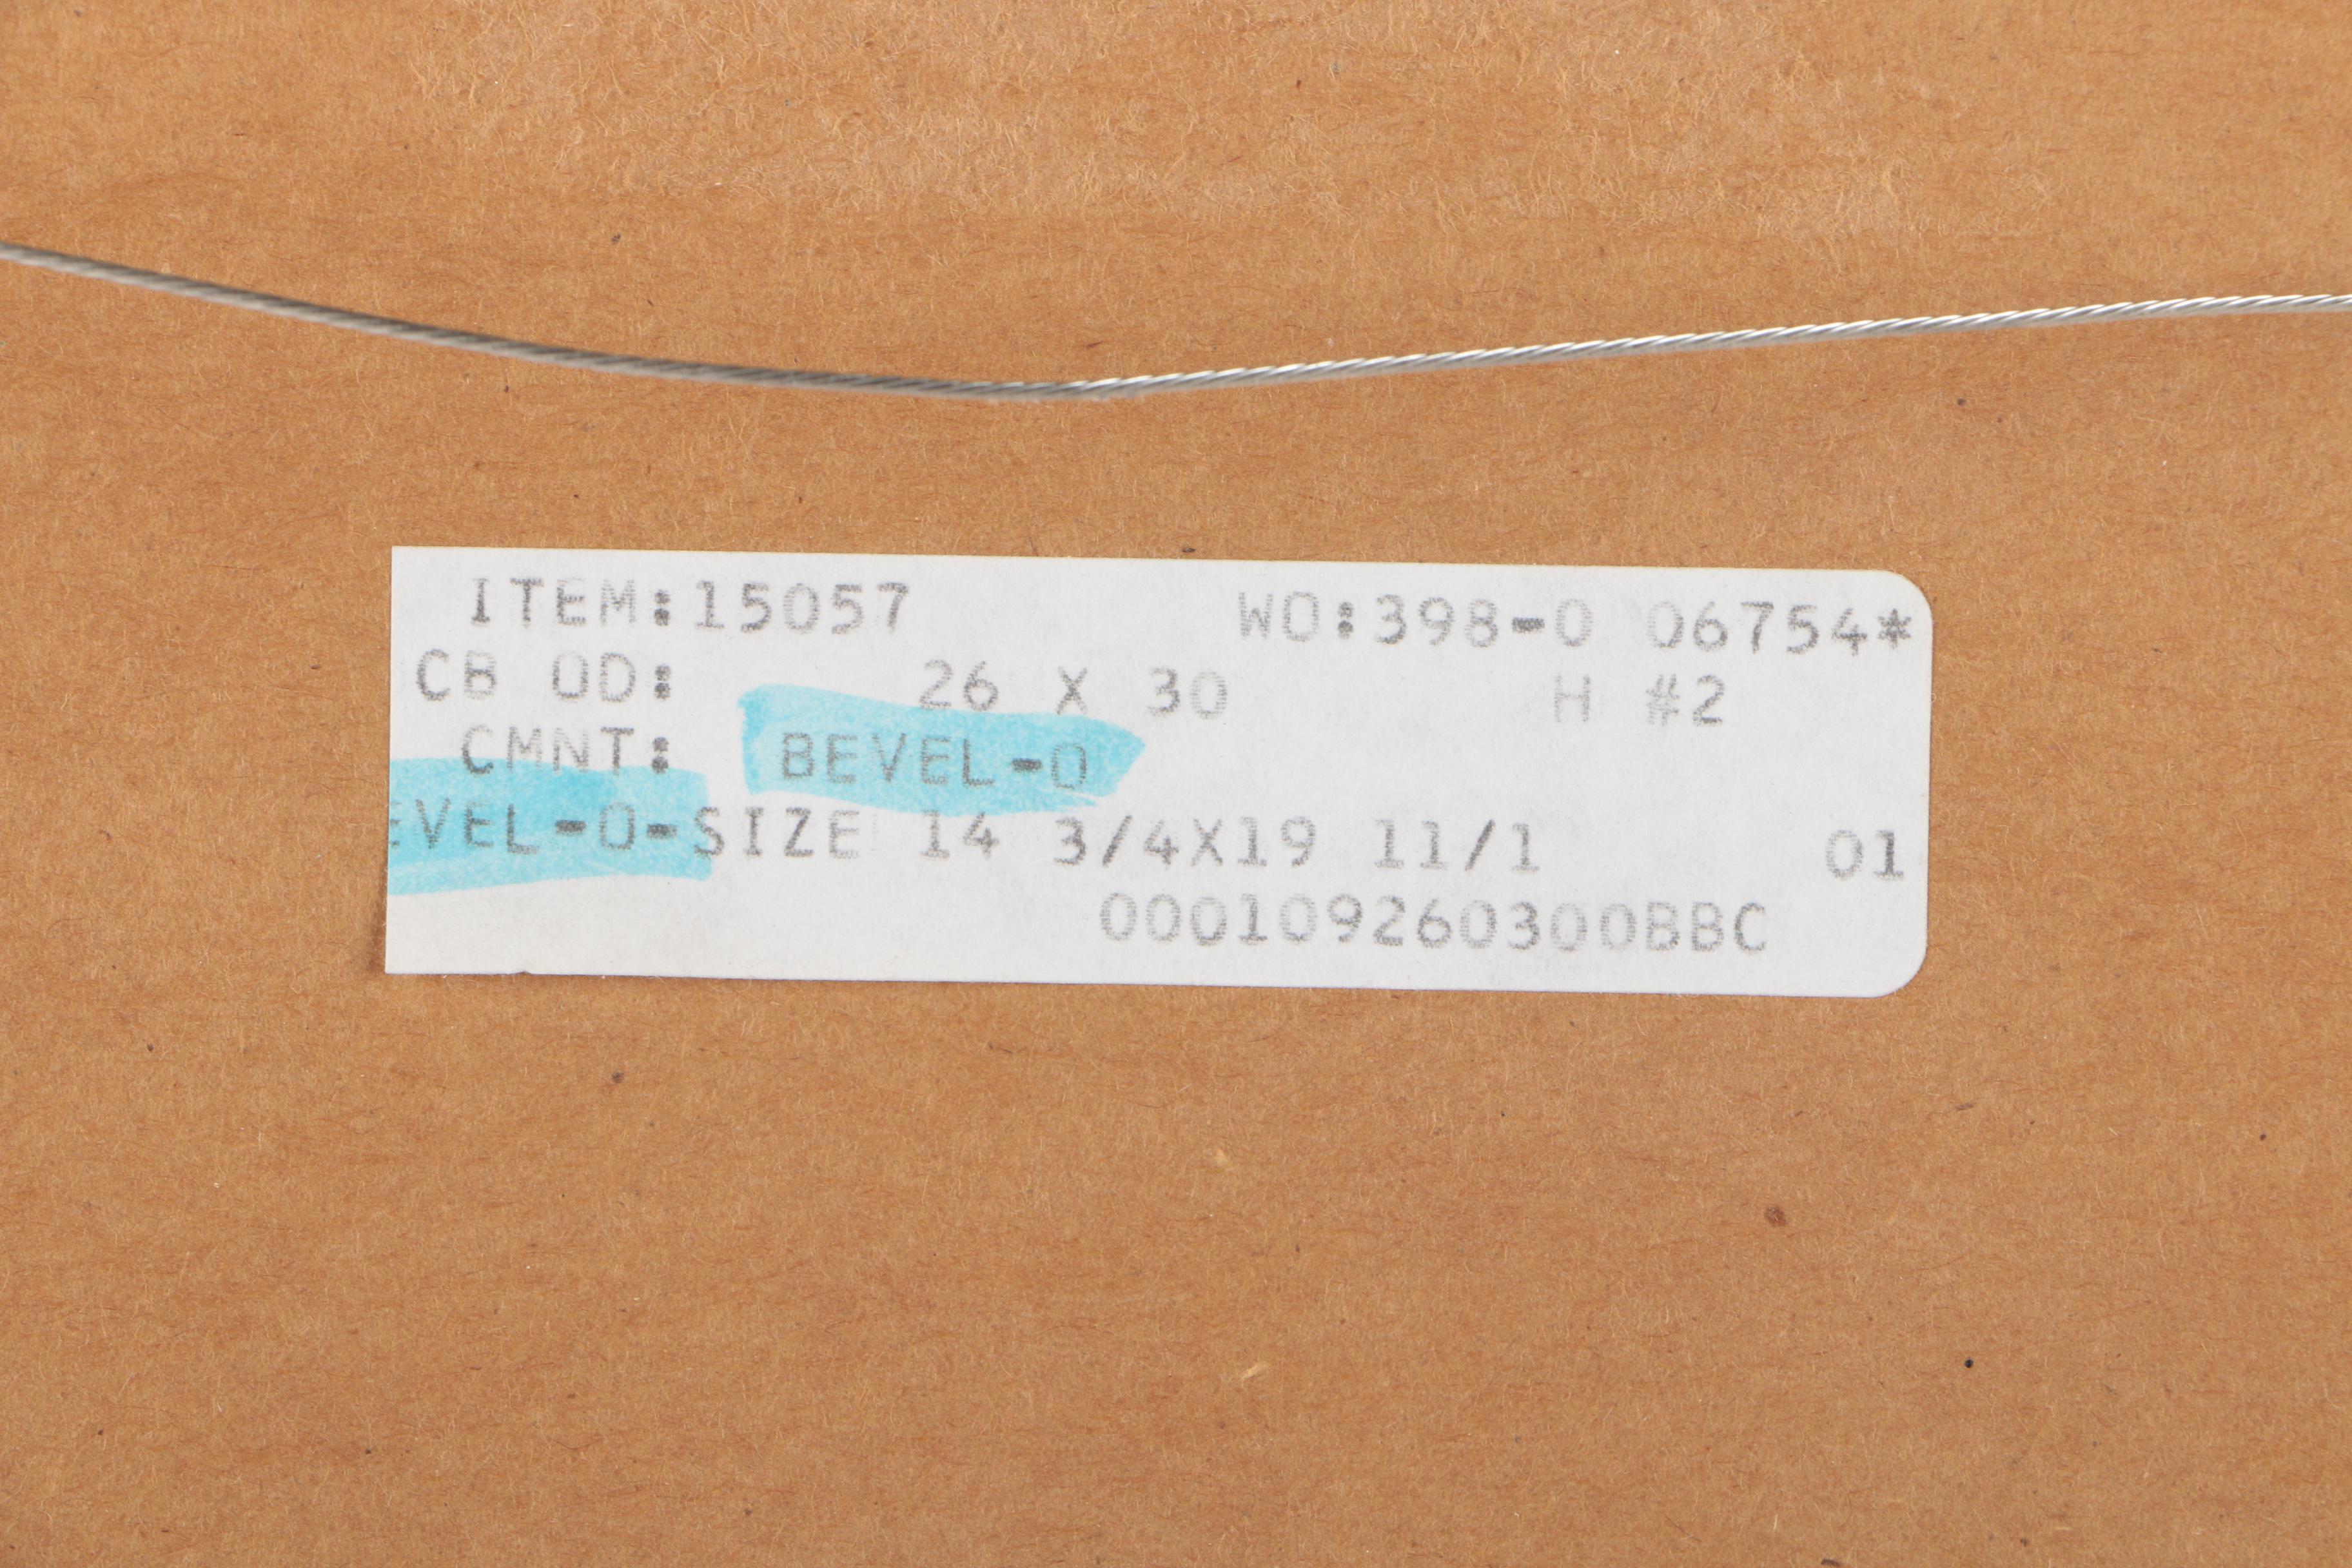 ITEM:15057 WO:398-0 06754*
CB OD: 26 X 30 H #2
CMNT: BEVEL-O
EVEL-O-SIZE 14 3/4X19 11/1 01
000109260300BBC